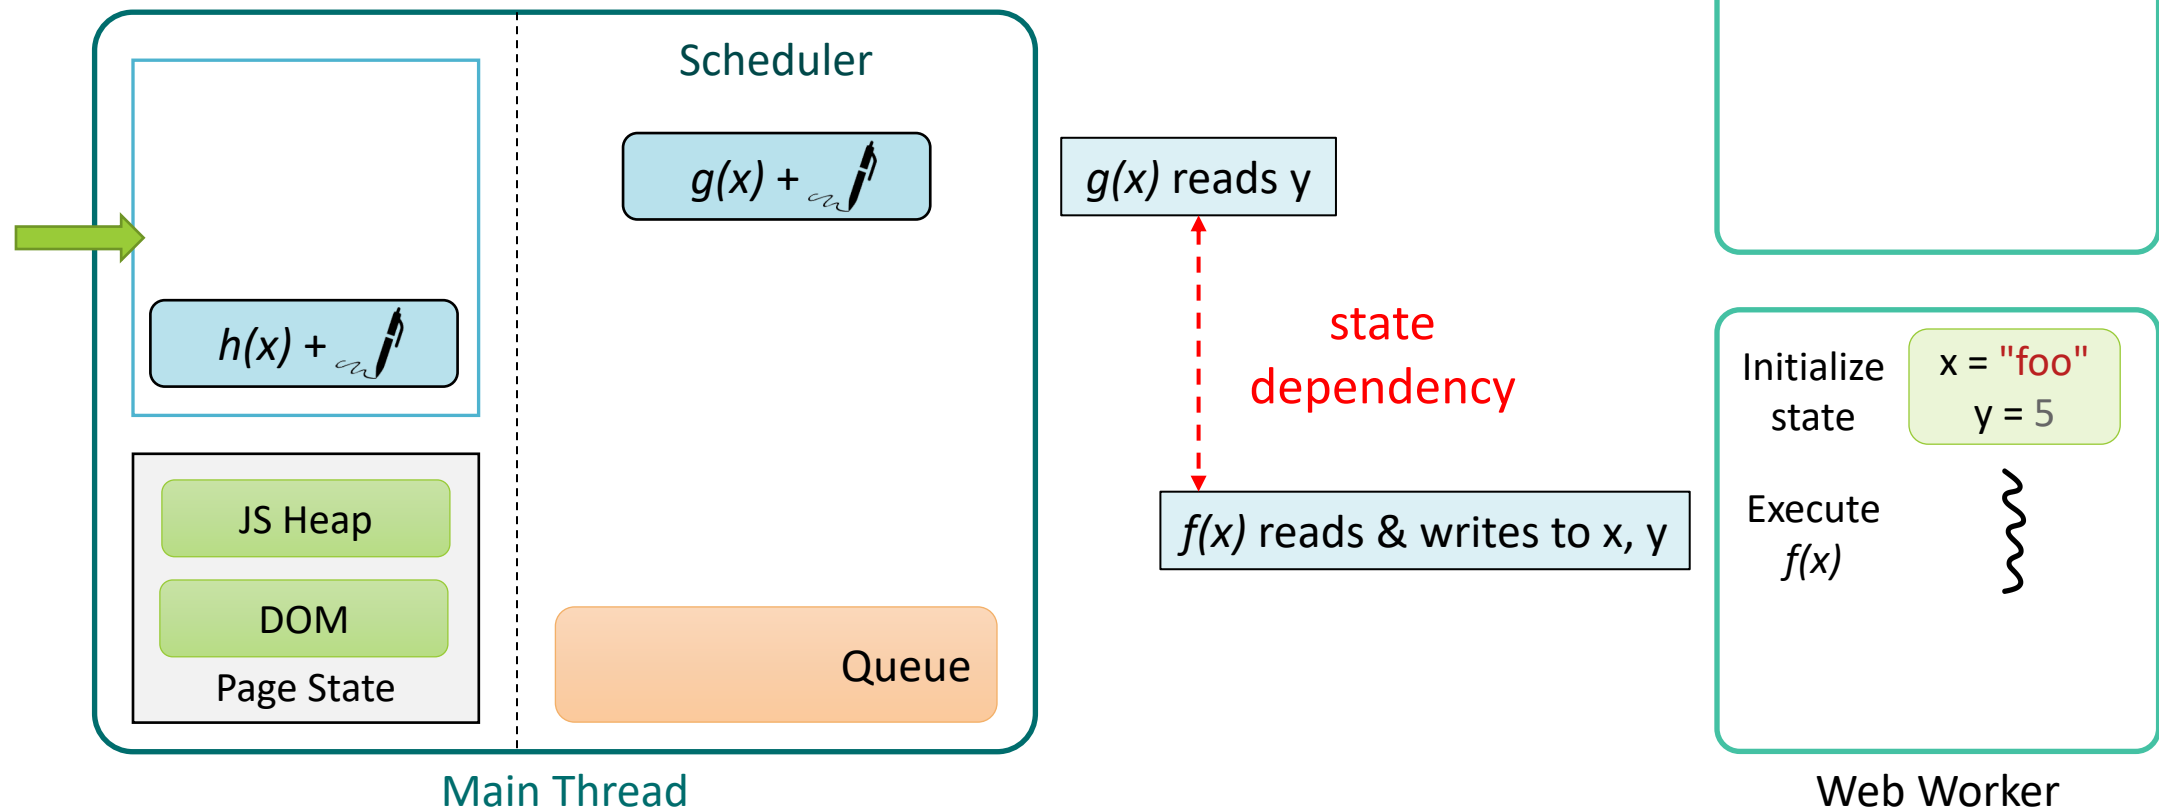 Scheduler
g(x) +
g(x) reads y
h(x) +
state
dependency
Initialize
state
x = "foo"
y = 5
JS Heap
DOM
Page State
f(x) reads & writes to x, y
Execute
f(x)
Queue
Main Thread
Web Worker